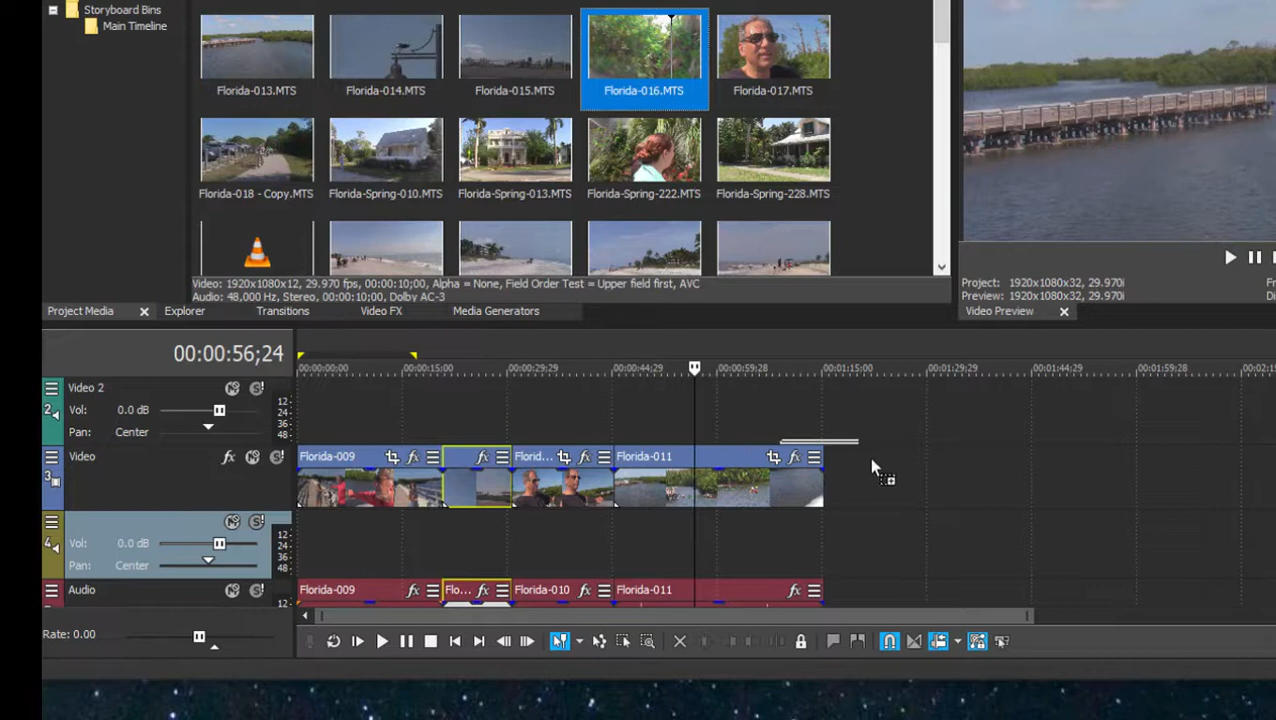 Storyboard Bins
Main Timeline
Florida-013.MTS
Florida-014.MTS
Florida-015.MTS
Florida-016.MTS
Florida-017.MTS
Florida-018 - Copy.MTS
Florida-Spring-010.MTS
Florida-Spring-013.MTS
Florida-Spring-222.MTS
Florida-Spring-228.MTS
Video: 1920x1080x12, 29.970 fps, 00:00:10;00, Alpha = None, Field Order Test = Upper field first, AVC
Audio: 48,000 Hz, Stereo, 00:00:10;00, Dolby AC-3
Project: 1920x1080x32, 29.970i
Preview: 1920x1080x32, 29.970i
Project Media
Explorer
Transitions
Video FX
Media Generators
Video Preview
00:00:56;24
00:00:00;00
00:00:15;00
00:00:29;29
00:00:44;29
00:00:59;28
00:01:15;00
00:01:29;29
00:01:44;29
00:01:59;28
Video 2
2
Vol: 0.0 dB
Pan: Center
12
24
36
48
Video
3
Florida-009
Florid...
Florida-011
4
Vol: 0.0 dB
Pan: Center
12
24
36
48
Audio
12
Florida-009
Flo...
Florida-010
Florida-011
Rate: 0.00